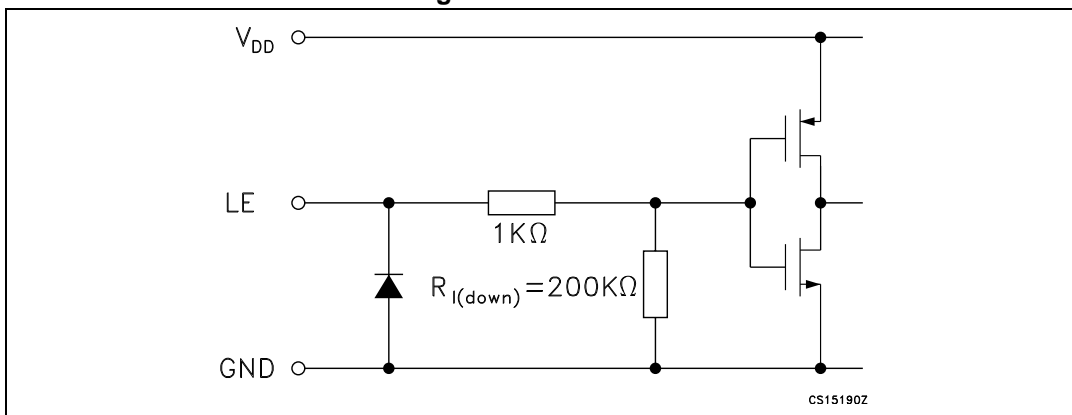 V_DD
LE
1KΩ
R_I(down)=200KΩ
GND
CS15190Z